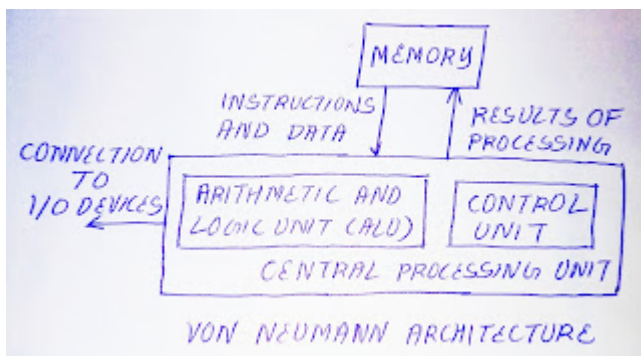 MEMORY
INSTRUCTIONS
AND DATA
RESULTS OF
PROCESSING
CONNECTION
TO
I/O DEVICES
ARITHMETIC AND
LOGIC UNIT (ALU)
CONTROL
UNIT
CENTRAL PROCESSING UNIT
VON NEUMANN ARCHITECTURE